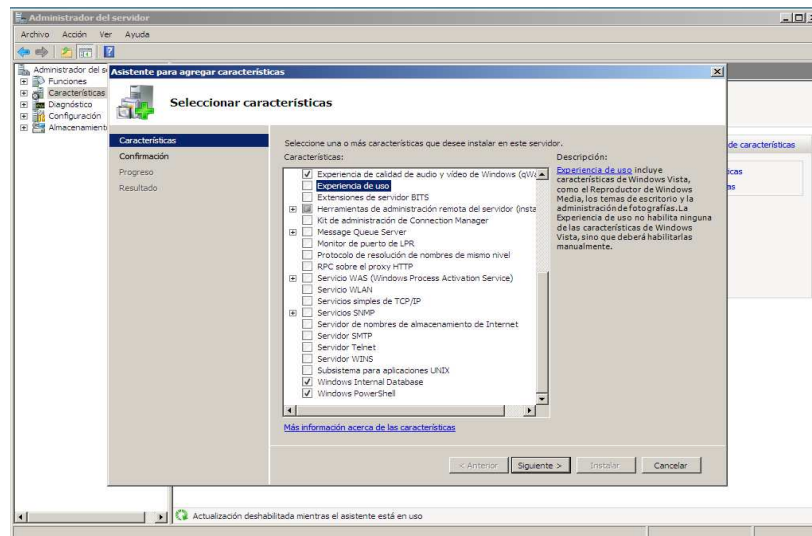 Administrador del servidor
Archivo Acción Ver Ayuda
Administrador del se
Funciones
Características
Diagnóstico
Configuración
Almacenamient
Asistente para agregar características
Seleccionar características
Características
Confirmación
Progreso
Resultado
Seleccione una o más características que desee instalar en este servidor.
Características:
Experiencia de calidad de audio y vídeo de Windows (qWa
Experiencia de uso
Extensiones de servidor BITS
Herramientas de administración remota del servidor (insta
Kit de administración de Connection Manager
Message Queue Server
Monitor de puerto de LPR
Protocolo de resolución de nombres de mismo nivel
RPC sobre el proxy HTTP
Servicio WAS (Windows Process Activation Service)
Servicio WLAN
Servicios simples de TCP/IP
Servicios SNMP
Servidor de nombres de almacenamiento de Internet
Servidor SMTP
Servidor Telnet
Servidor WINS
Subsistema para aplicaciones UNIX
Windows Internal Database
Windows PowerShell
Más información acerca de las características
Descripción:
Experiencia de uso incluye
características de Windows Vista,
como el Reproductor de Windows
Media, los temas de escritorio y la
administración de fotografías.La
Experiencia de uso no habilita ninguna
de las características de Windows
Vista, sino que deberá habilitarlas
manualmente.
< Anterior Siguiente > Instalar Cancelar
de características
icas
as
Actualización deshabilitada mientras el asistente está en uso